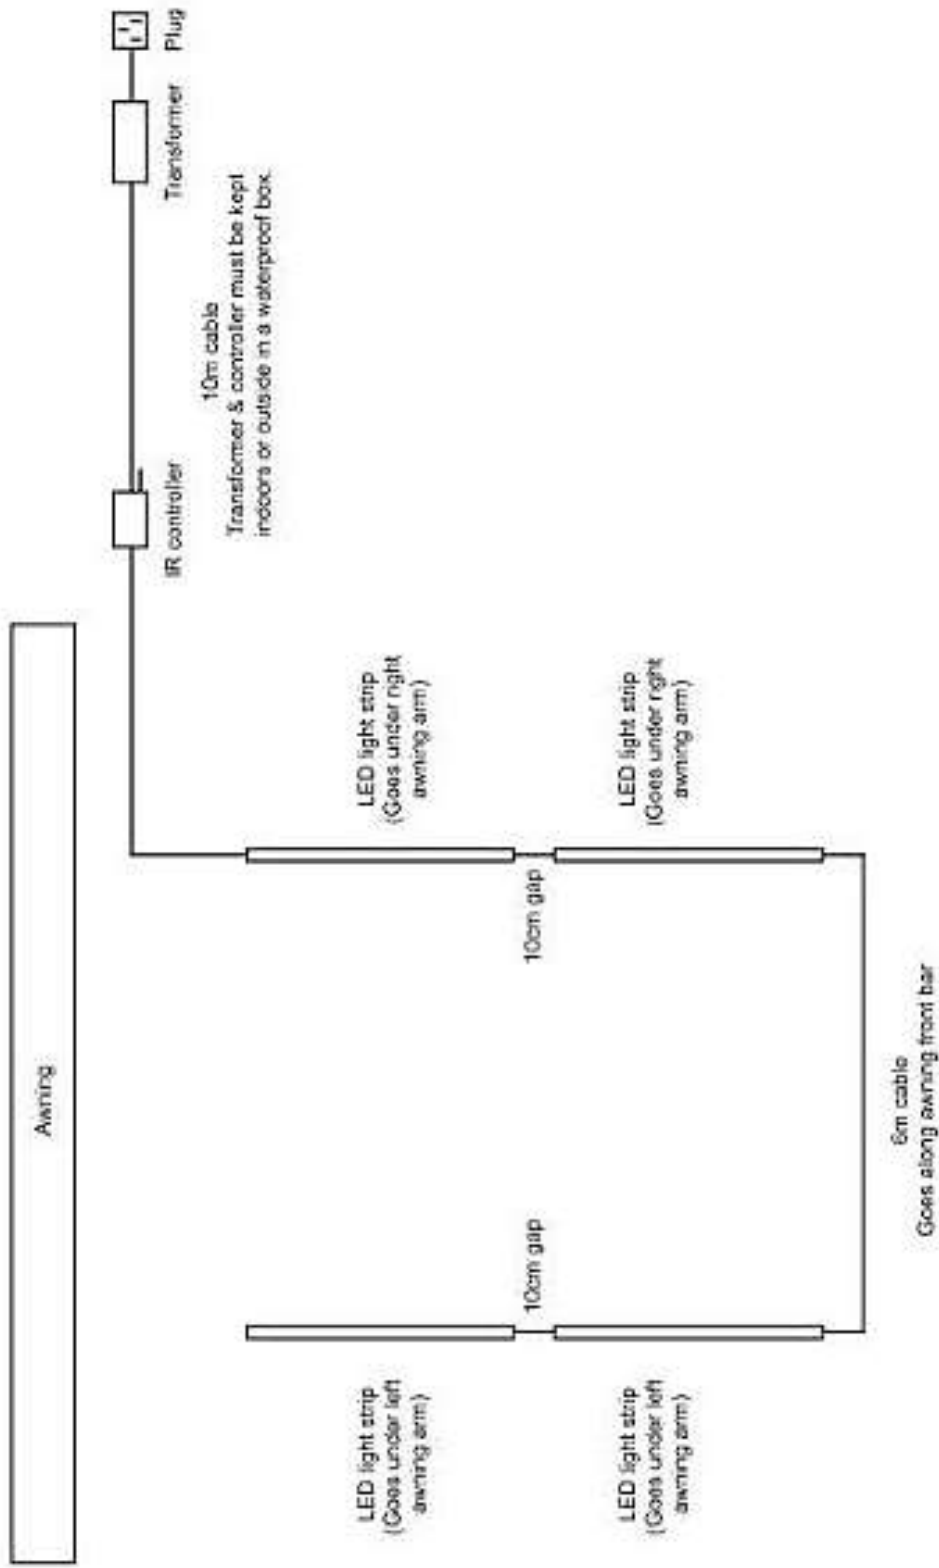 Awning
Plug
Transformer
IR controller
10m cable
Transformer & controller must be kept
indoors or outside in a waterproof box.
LED light strip
(Goes under left
awning arm)
LED light strip
(Goes under right
awning arm)
10cm gap
10cm gap
LED light strip
(Goes under left
awning arm)
LED light strip
(Goes under right
awning arm)
6m cable
Goes along awning front bar